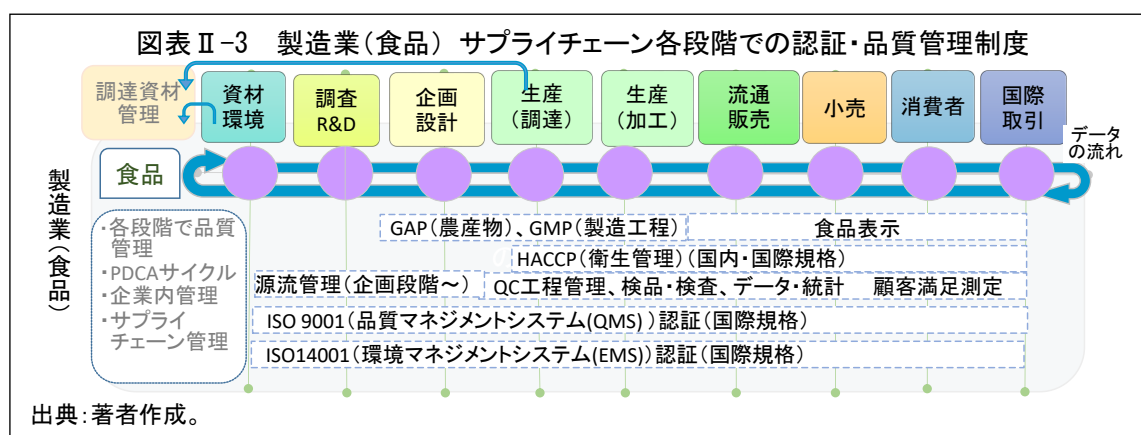 図表Ⅱ-3　製造業(食品) サプライチェーン各段階での認証・品質管理制度
調達資材
管理
資材
環境
調査
R&D
企画
設計
生産
(調達)
生産
(加工)
流通
販売
小売
消費者
国際
取引
データ
の流れ
製造業(食品)
食品
・各段階で品質
管理
・PDCAサイクル
・企業内管理
・サプライ
チェーン管理
GAP(農産物)、GMP(製造工程)
食品表示
HACCP(衛生管理)(国内・国際規格)
源流管理(企画段階～)
QC工程管理、検品・検査、データ・統計　顧客満足測定
ISO 9001(品質マネジメントシステム(QMS))認証(国際規格)
ISO14001(環境マネジメントシステム(EMS))認証(国際規格)
出典:著者作成。